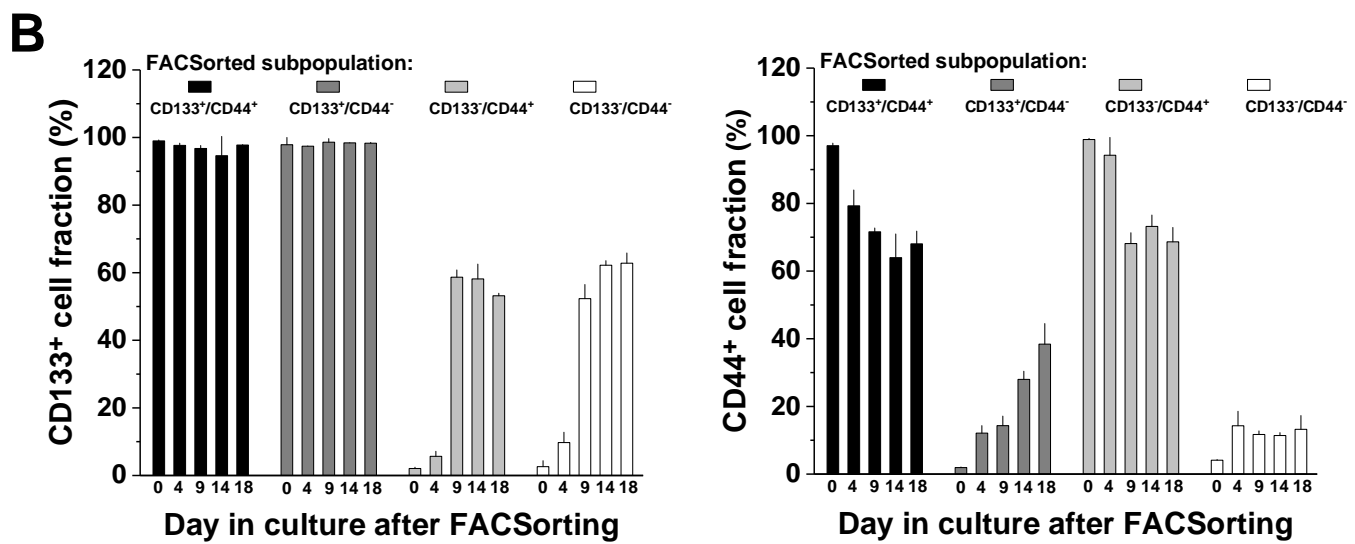 B
FACSorted subpopulation:
CD133⁺/CD44⁺ CD133⁺/CD44⁻ CD133⁻/CD44⁺ CD133⁻/CD44⁻
CD133⁺ cell fraction (%)
120
100
80
60
40
20
0
0 4 9 14 18 0 4 9 14 18 0 4 9 14 18 0 4 9 14 18
Day in culture after FACSorting
FACSorted subpopulation:
CD133⁺/CD44⁺ CD133⁺/CD44⁻ CD133⁻/CD44⁺ CD133⁻/CD44⁻
CD44⁺ cell fraction (%)
120
100
80
60
40
20
0
0 4 9 14 18 0 4 9 14 18 0 4 9 14 18 0 4 9 14 18
Day in culture after FACSorting